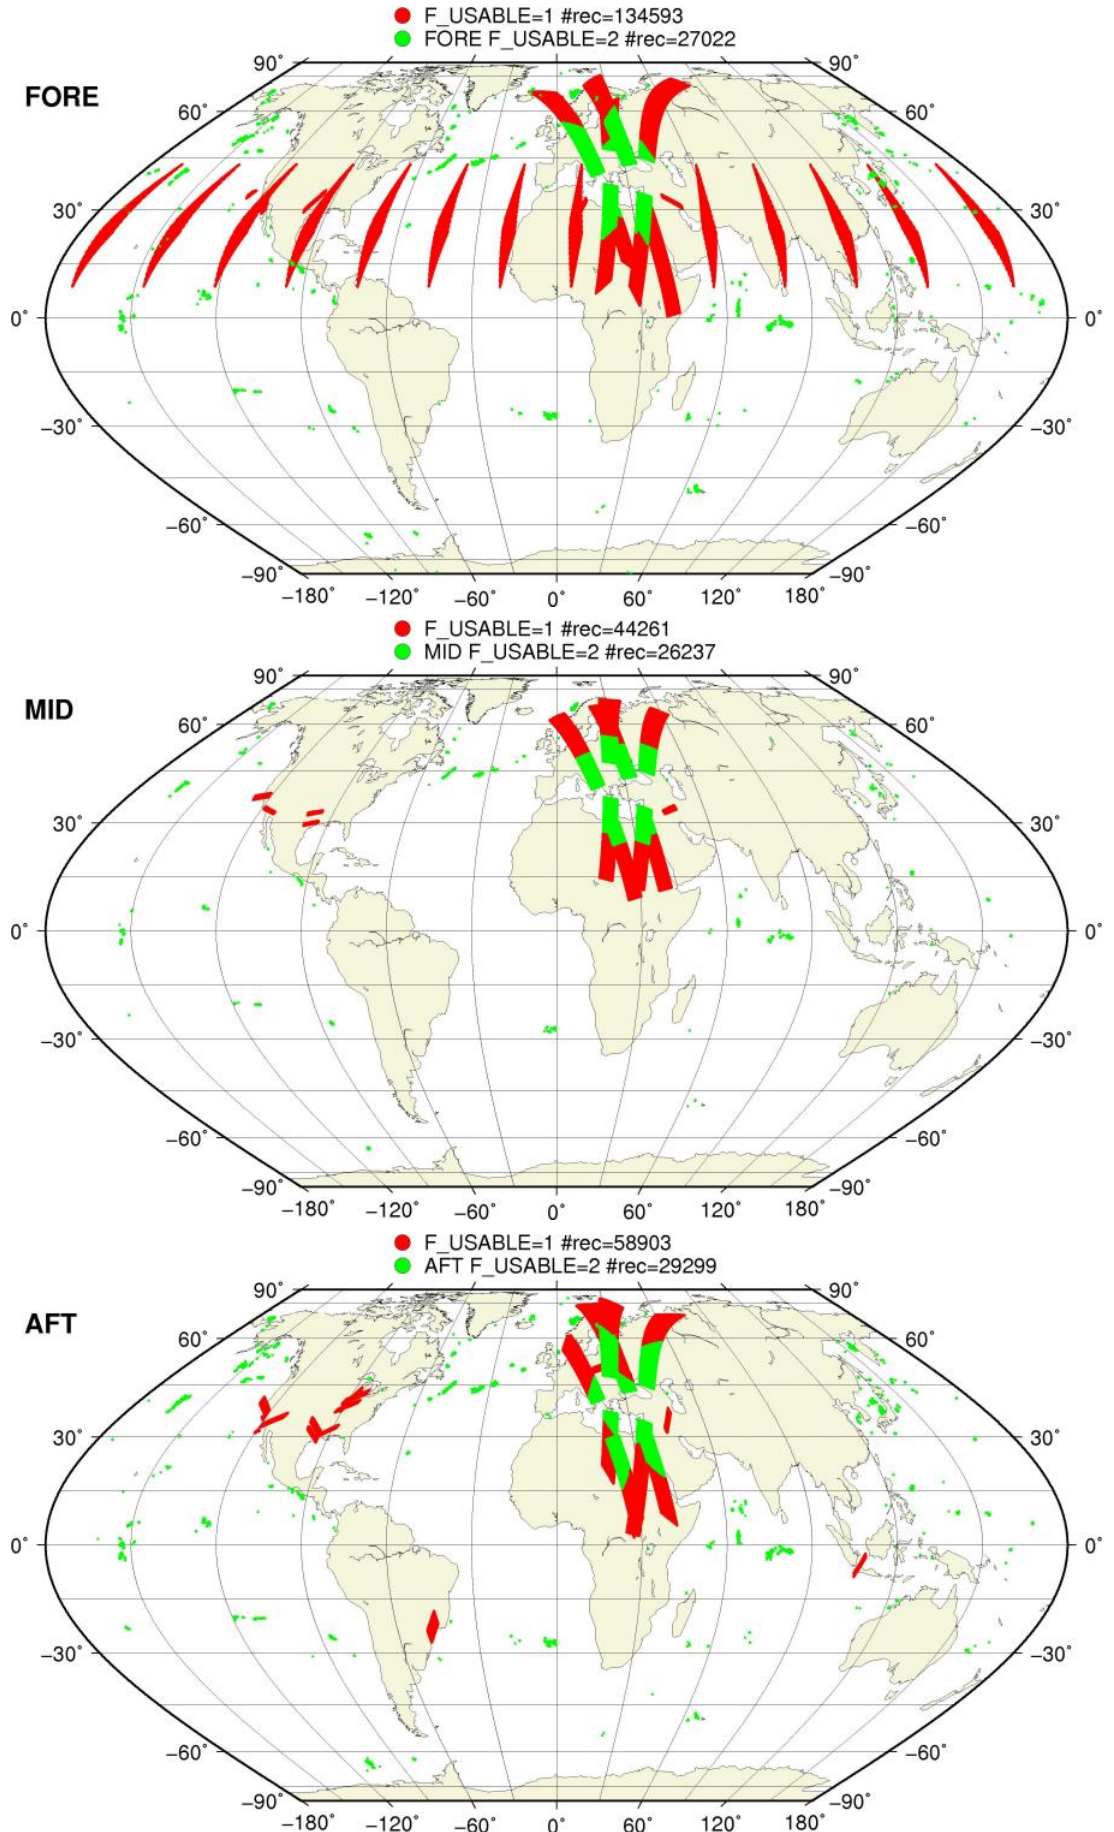 F_USABLE=1 #rec=134593
FORE F_USABLE=2 #rec=27022
FORE
90° 90°
60° 60°
30° 30°
0° 0°
−30° −30°
−60° −60°
−90° −90°
−180° −120° −60° 0° 60° 120° 180°
F_USABLE=1 #rec=44261
MID F_USABLE=2 #rec=26237
MID
90° 90°
60° 60°
30° 30°
0° 0°
−30° −30°
−60° −60°
−90° −90°
−180° −120° −60° 0° 60° 120° 180°
F_USABLE=1 #rec=58903
AFT F_USABLE=2 #rec=29299
AFT
90° 90°
60° 60°
30° 30°
0° 0°
−30° −30°
−60° −60°
−90° −90°
−180° −120° −60° 0° 60° 120° 180°